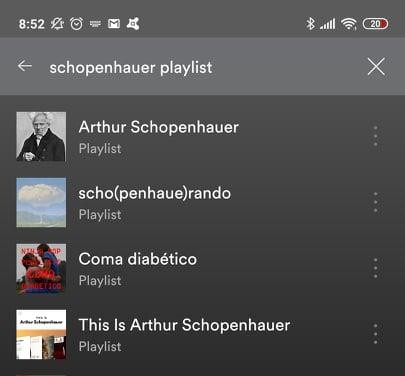 8:52
20
schopenhauer playlist
Arthur Schopenhauer
Playlist
scho(penhaue)rando
Playlist
Coma diabético
Playlist
This Is Arthur Schopenhauer
Playlist
THIS IS
Arthur Schopenhauer